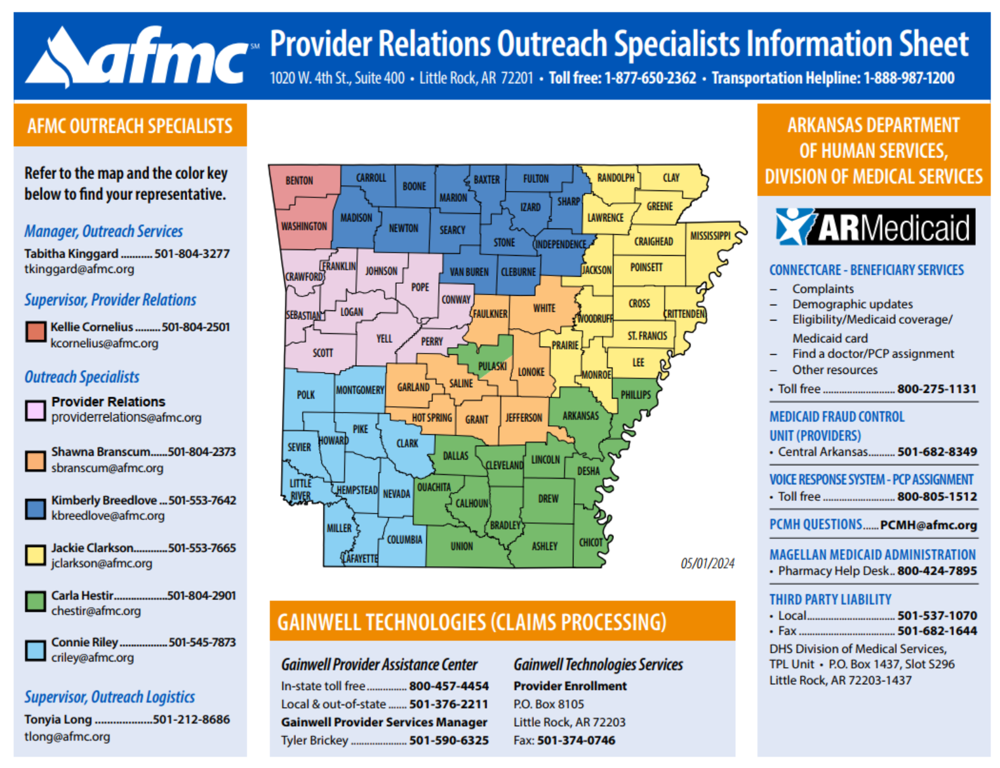 afmc SM
Provider Relations Outreach Specialists Information Sheet
1020 W. 4th St., Suite 400 • Little Rock, AR 72201 • Toll free: 1-877-650-2362 • Transportation Helpline: 1-888-987-1200
AFMC OUTREACH SPECIALISTS
Refer to the map and the color key
below to find your representative.
Manager, Outreach Services
Tabitha Kinggard ........... 501-804-3277
tkinggard@afmc.org
Supervisor, Provider Relations
Kellie Cornelius ......... 501-804-2501
kcornelius@afmc.org
Outreach Specialists
Provider Relations
providerrelations@afmc.org
Shawna Branscum...... 501-804-2373
sbranscum@afmc.org
Kimberly Breedlove ... 501-553-7642
kbreedlove@afmc.org
Jackie Clarkson............ 501-553-7665
jclarkson@afmc.org
Carla Hestir................... 501-804-2901
chestir@afmc.org
Connie Riley ................. 501-545-7873
criley@afmc.org
Supervisor, Outreach Logistics
Tonyia Long .................... 501-212-8686
tlong@afmc.org
BENTON
CARROLL
BOONE
MARION
BAXTER
FULTON
RANDOLPH
CLAY
SHARP
IZARD
GREENE
WASHINGTON
MADISON
NEWTON
SEARCY
LAWRENCE
STONE
INDEPENDENCE
CRAIGHEAD
MISSISSIPPI
CRAWFORD
FRANKLIN
JOHNSON
POPE
VAN BUREN
CLEBURNE
JACKSON
POINSETT
SEBASTIAN
LOGAN
CONWAY
FAULKNER
WHITE
WOODRUFF
CROSS
CRITTENDEN
SCOTT
YELL
PERRY
PRAIRIE
ST. FRANCIS
PULASKI
LONOKE
MONROE
LEE
POLK
MONTGOMERY
GARLAND
SALINE
PHILLIPS
HOT SPRING
GRANT
JEFFERSON
ARKANSAS
SEVIER
HOWARD
PIKE
CLARK
DALLAS
CLEVELAND
LINCOLN
DESHA
LITTLE
RIVER
HEMPSTEAD
NEVADA
OUACHITA
CALHOUN
DREW
MILLER
LAFAYETTE
COLUMBIA
UNION
BRADLEY
ASHLEY
CHICOT
05/01/2024
GAINWELL TECHNOLOGIES (CLAIMS PROCESSING)
Gainwell Provider Assistance Center
In-state toll free ............... 800-457-4454
Local & out-of-state ....... 501-376-2211
Gainwell Provider Services Manager
Tyler Brickey ...................... 501-590-6325
Gainwell Technologies Services
Provider Enrollment
P.O. Box 8105
Little Rock, AR 72203
Fax: 501-374-0746
ARKANSAS DEPARTMENT
OF HUMAN SERVICES,
DIVISION OF MEDICAL SERVICES
ARMedicaid
CONNECTCARE - BENEFICIARY SERVICES
– Complaints
– Demographic updates
– Eligibility/Medicaid coverage/
Medicaid card
– Find a doctor/PCP assignment
– Other resources
• Toll free ............................ 800-275-1131
MEDICAID FRAUD CONTROL
UNIT (PROVIDERS)
• Central Arkansas.......... 501-682-8349
VOICE RESPONSE SYSTEM - PCP ASSIGNMENT
• Toll free ............................ 800-805-1512
PCMH QUESTIONS...... PCMH@afmc.org
MAGELLAN MEDICAID ADMINISTRATION
• Pharmacy Help Desk.. 800-424-7895
THIRD PARTY LIABILITY
• Local.................................. 501-537-1070
• Fax ..................................... 501-682-1644
DHS Division of Medical Services,
TPL Unit • P.O. Box 1437, Slot S296
Little Rock, AR 72203-1437